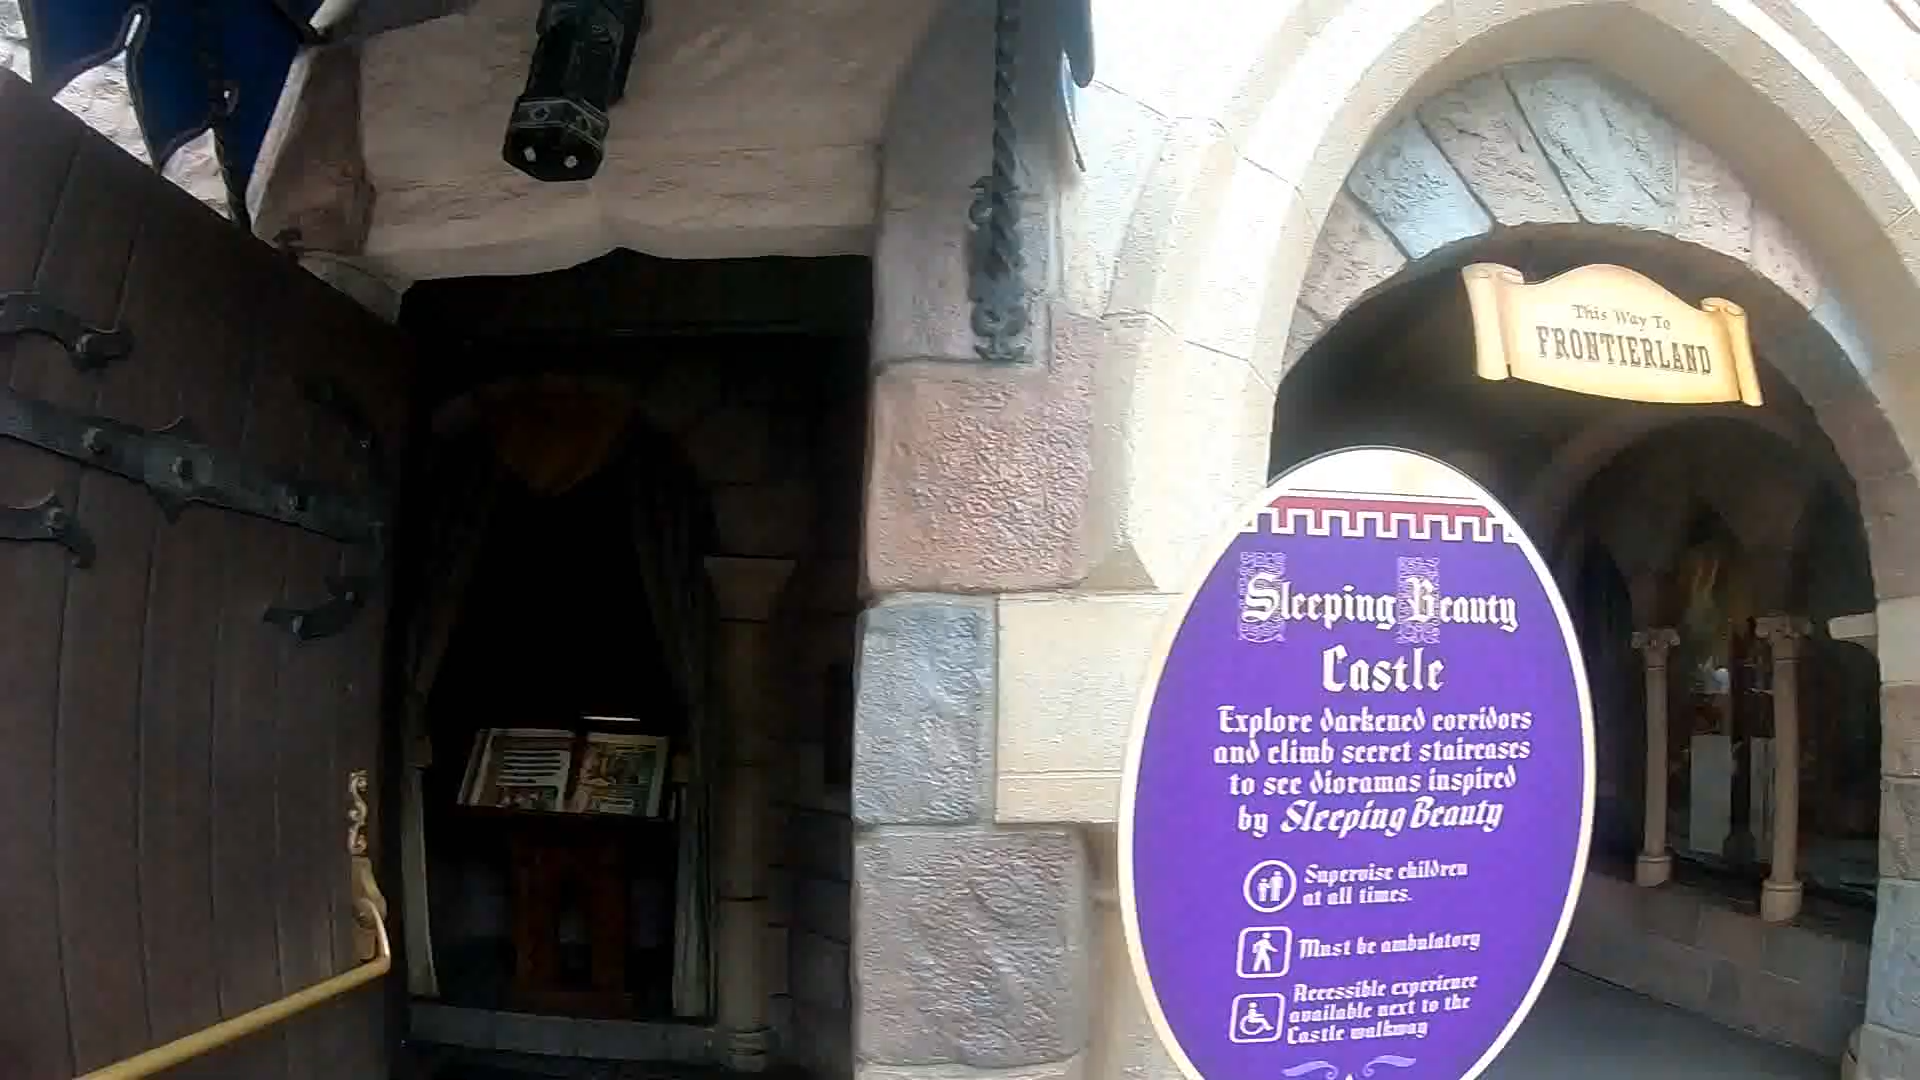 This Way To
FRONTIERLAND
Sleeping Beauty
Castle
Explore darkened corridors
and climb secret staircases
to see dioramas inspired
by Sleeping Beauty
Supervise children
at all times.
Must be ambulatory
Accessible experience
available next to the
Castle walkway